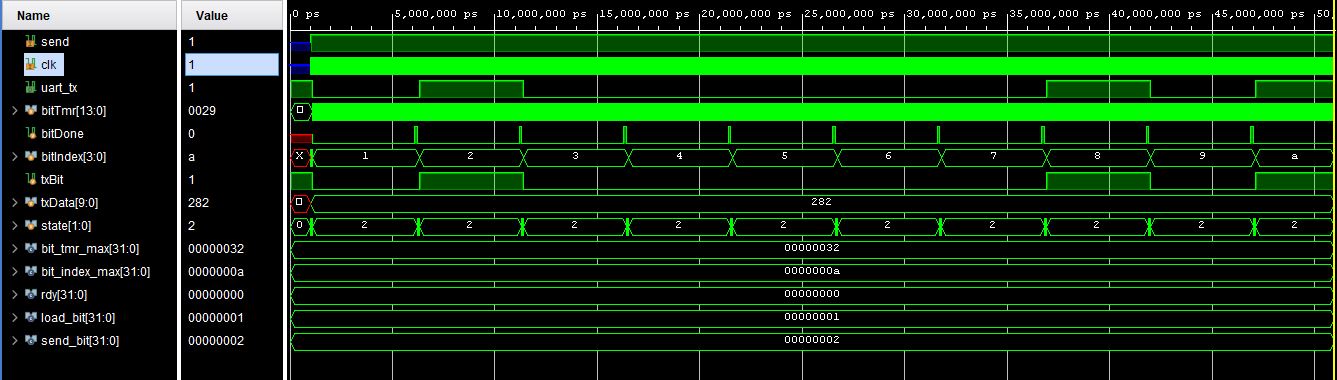 Name Value 0 ps 5,000,000 ps 10,000,000 ps 15,000,000 ps 20,000,000 ps 25,000,000 ps 30,000,000 ps 35,000,000 ps 40,000,000 ps 45,000,000 ps 50.
send 1
clk 1
uart_tx 1
bitTmr[13:0] 0029
bitDone 0
bitIndex[3:0] a X 1 2 3 4 5 6 7 8 9 a
txBit 1
txData[9:0] 282 282
state[1:0] 2 0 2 2 2 2 2 2 2 2 2 2
bit_tmr_max[31:0] 00000032 00000032
bit_index_max[31:0] 0000000a 0000000a
rdy[31:0] 00000000 00000000
load_bit[31:0] 00000001 00000001
send_bit[31:0] 00000002 00000002